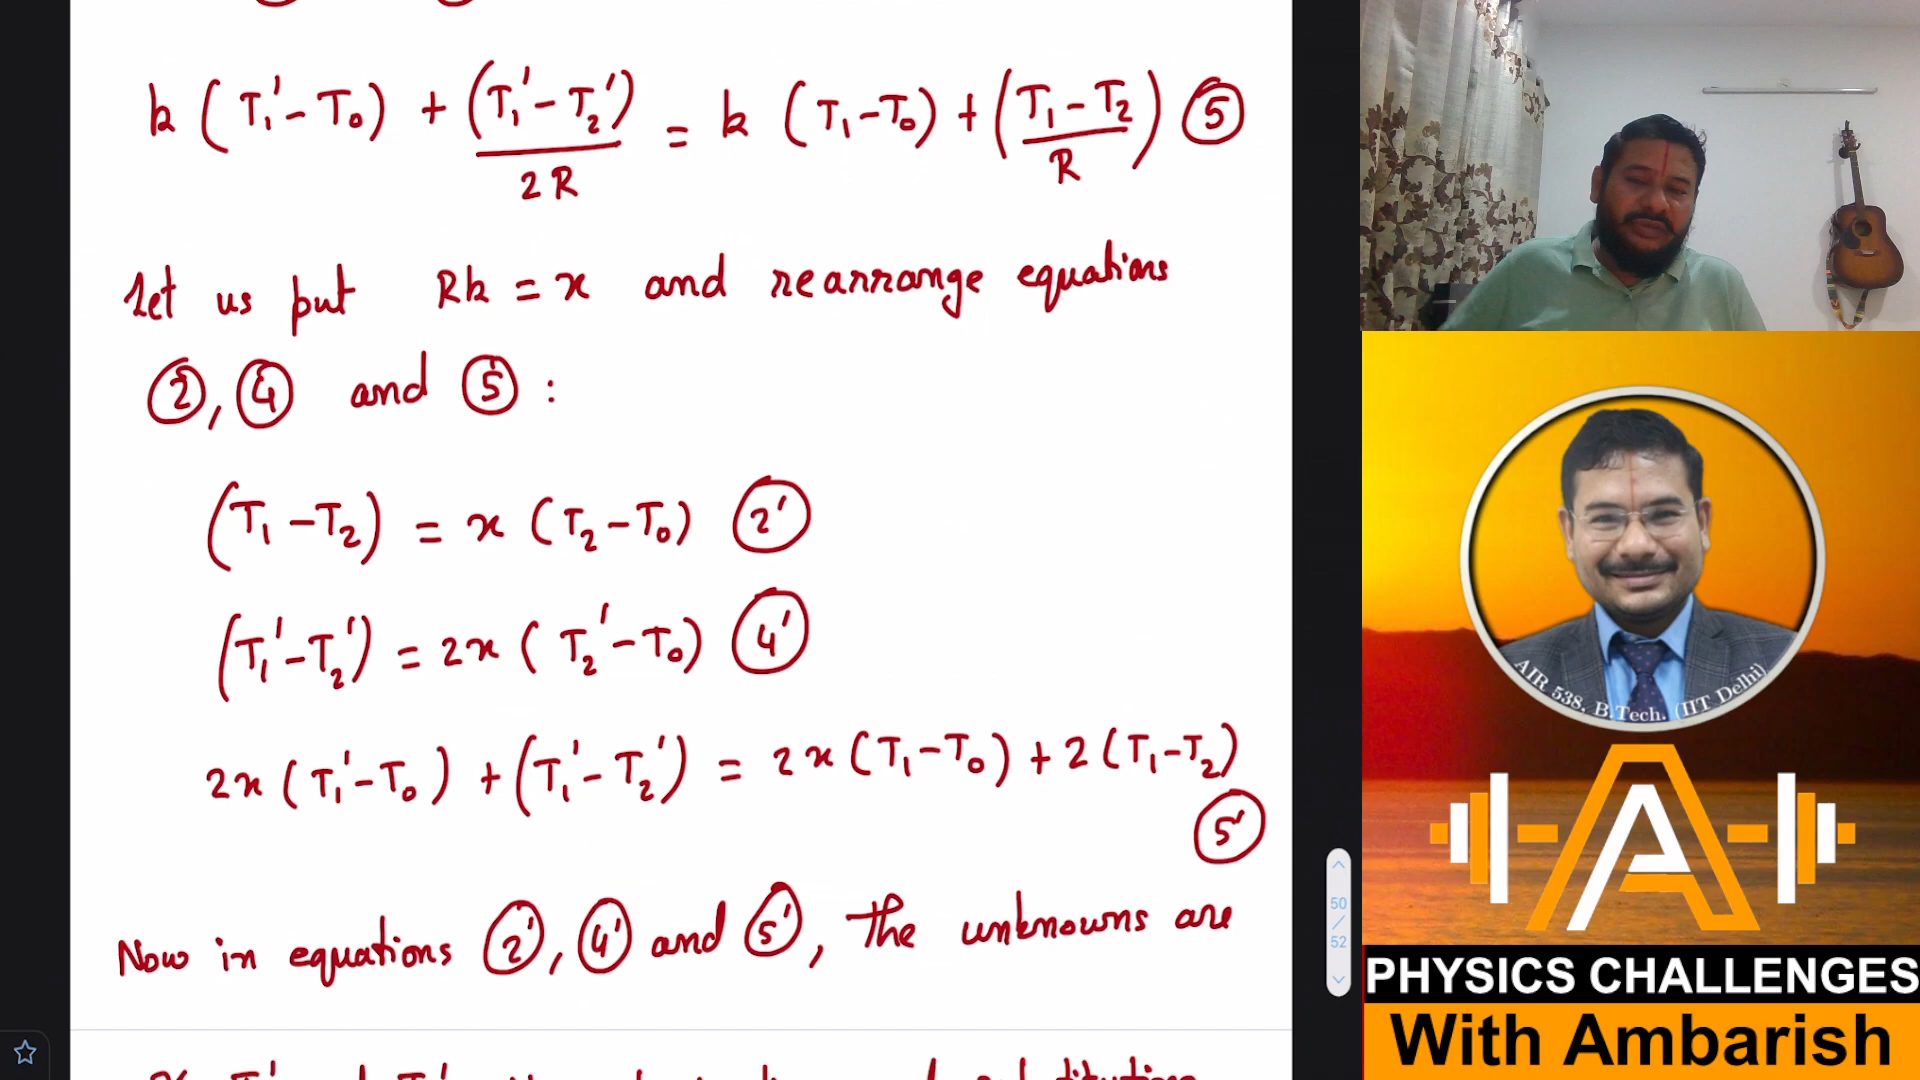 k (T₁' - T₀) + (T₁' - T₂')/2R = k (T₁ - T₀) + (T₁ - T₂)/R ⑤
Let us put Rk = x and rearrange equations
②, ④ and ⑤ :
(T₁ - T₂) = x (T₂ - T₀) 2'
(T₁' - T₂') = 2x (T₂' - T₀) 4'
2x (T₁' - T₀) + (T₁' - T₂') = 2x (T₁ - T₀) + 2 (T₁ - T₂)
5'
Now in equations 2', 4' and 5', the unknowns are
50
/
52
AIR 538, B.Tech. (IIT Delhi)
A
PHYSICS CHALLENGES
With Ambarish